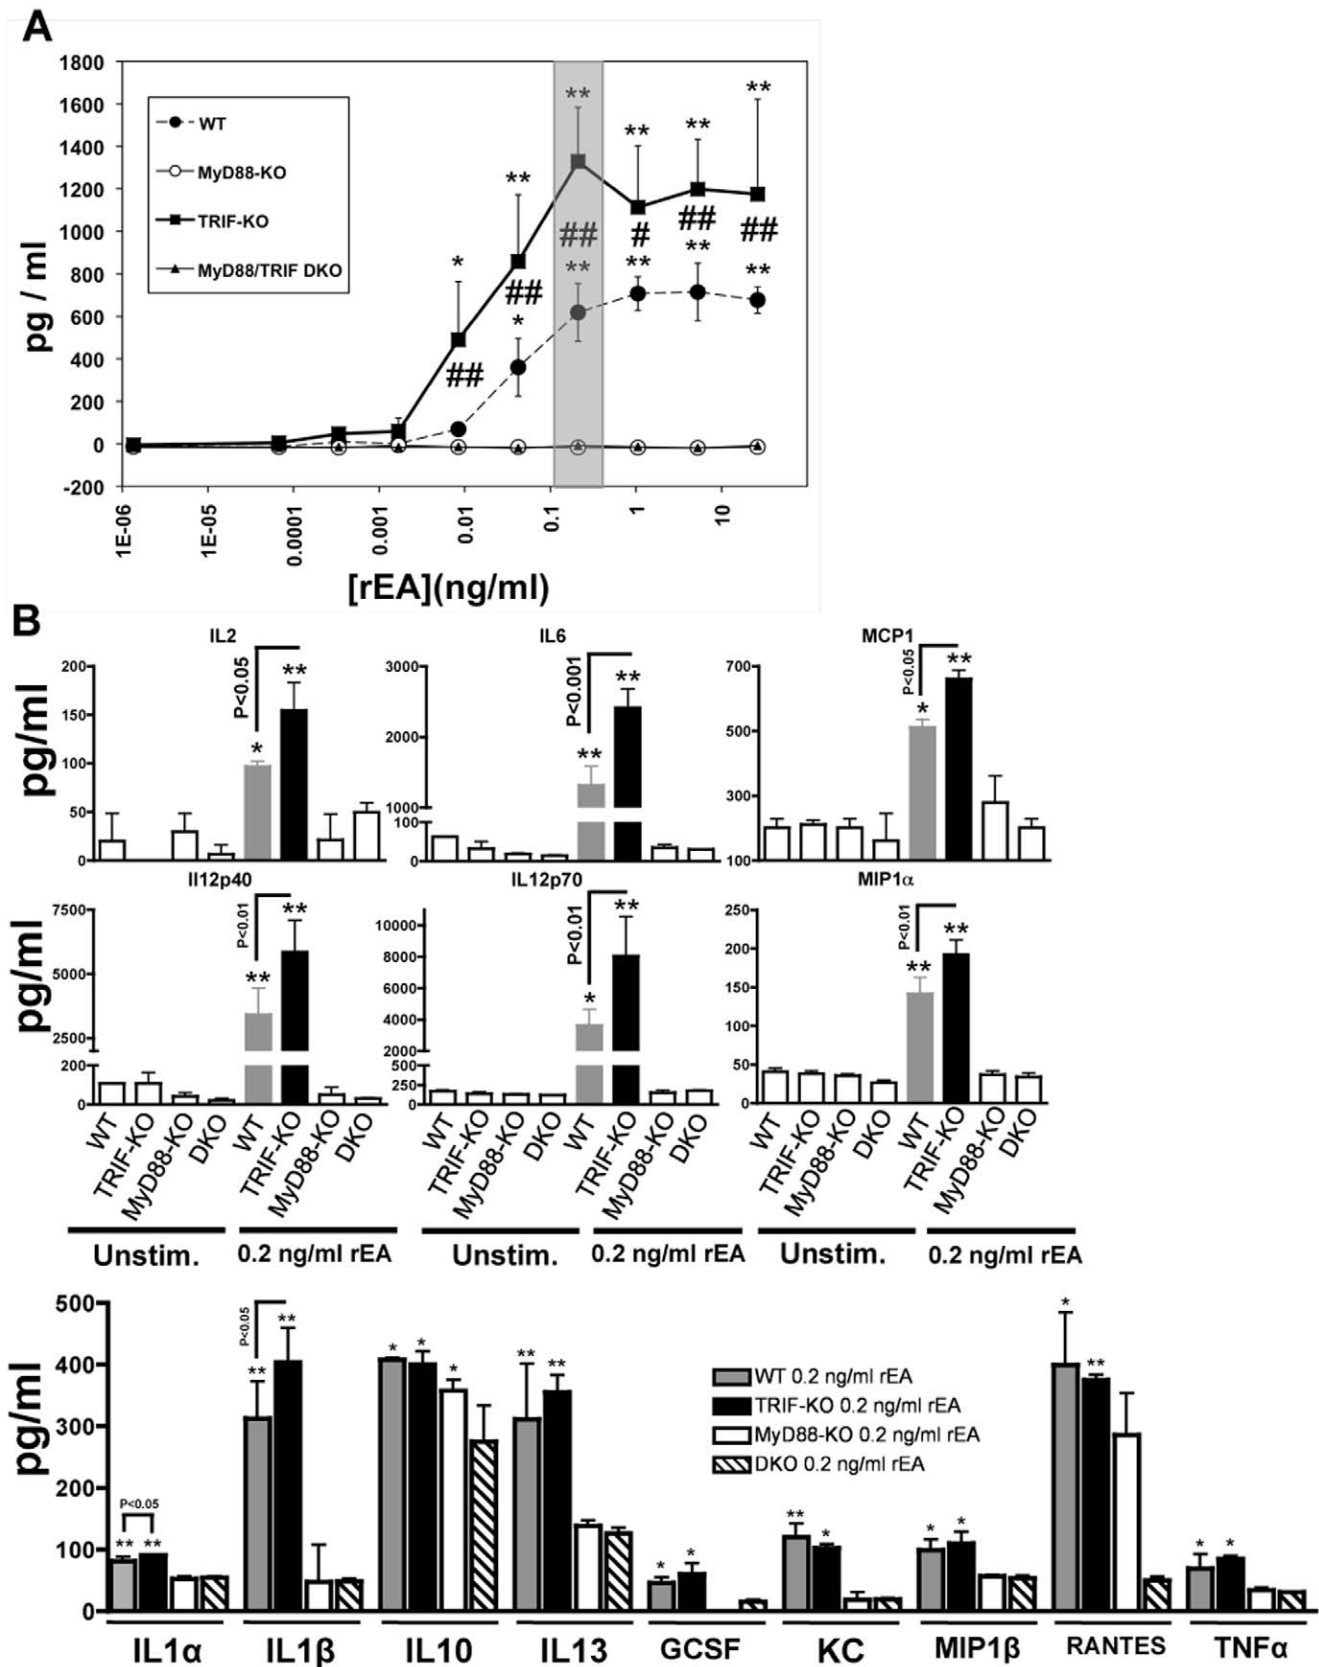 A
1800
1600
1400
1200
1000
800
600
400
200
0
-200
pg / ml
WT
MyD88-KO
TRIF-KO
MyD88/TRIF DKO
** ** ** **
**
*
## # ## ##
** ** ** **
##
*
##
1E-06 1E-05 0.0001 0.001 0.01 0.1 1 10
[rEA](ng/ml)
B
IL2
pg/ml
200
150
100
50
0
P<0.05
*
**
IL6
3000
2000
1000
100
0
P<0.001
**
**
MCP1
700
500
300
100
P<0.05
*
**
Il12p40
pg/ml
7500
5000
2500
200
0
P<0.01
**
**
IL12p70
10000
8000
6000
4000
2000
500
250
0
P<0.01
*
**
MIP1α
250
200
150
100
50
0
P<0.01
**
**
WT TRIF-KO MyD88-KO DKO WT TRIF-KO MyD88-KO DKO
WT TRIF-KO MyD88-KO DKO WT TRIF-KO MyD88-KO DKO
WT TRIF-KO MyD88-KO DKO WT TRIF-KO MyD88-KO DKO
Unstim. 0.2 ng/ml rEA Unstim. 0.2 ng/ml rEA Unstim. 0.2 ng/ml rEA
pg/ml
500
400
300
200
100
0
P<0.05
** **
P<0.05
** **
* * *
** **
* *
** *
* *
* **
* *
WT 0.2 ng/ml rEA
TRIF-KO 0.2 ng/ml rEA
MyD88-KO 0.2 ng/ml rEA
DKO 0.2 ng/ml rEA
IL1α IL1β IL10 IL13 GCSF KC MIP1β RANTES TNFα